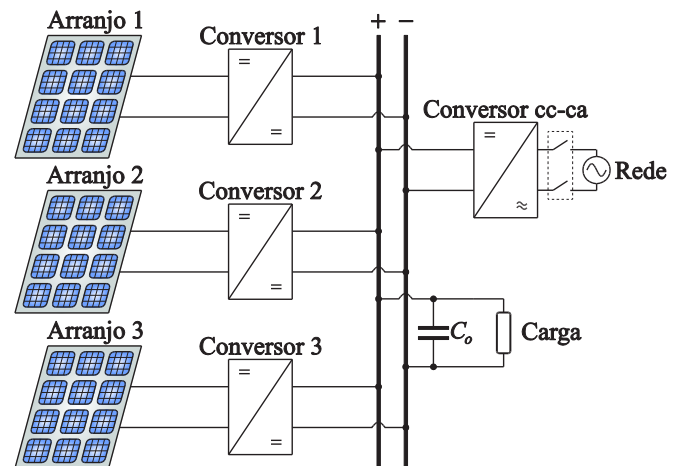 Arranjo 1
Conversor 1
+ −
Conversor cc-ca
Rede
Arranjo 2
Conversor 2
Cₒ
Carga
Arranjo 3
Conversor 3